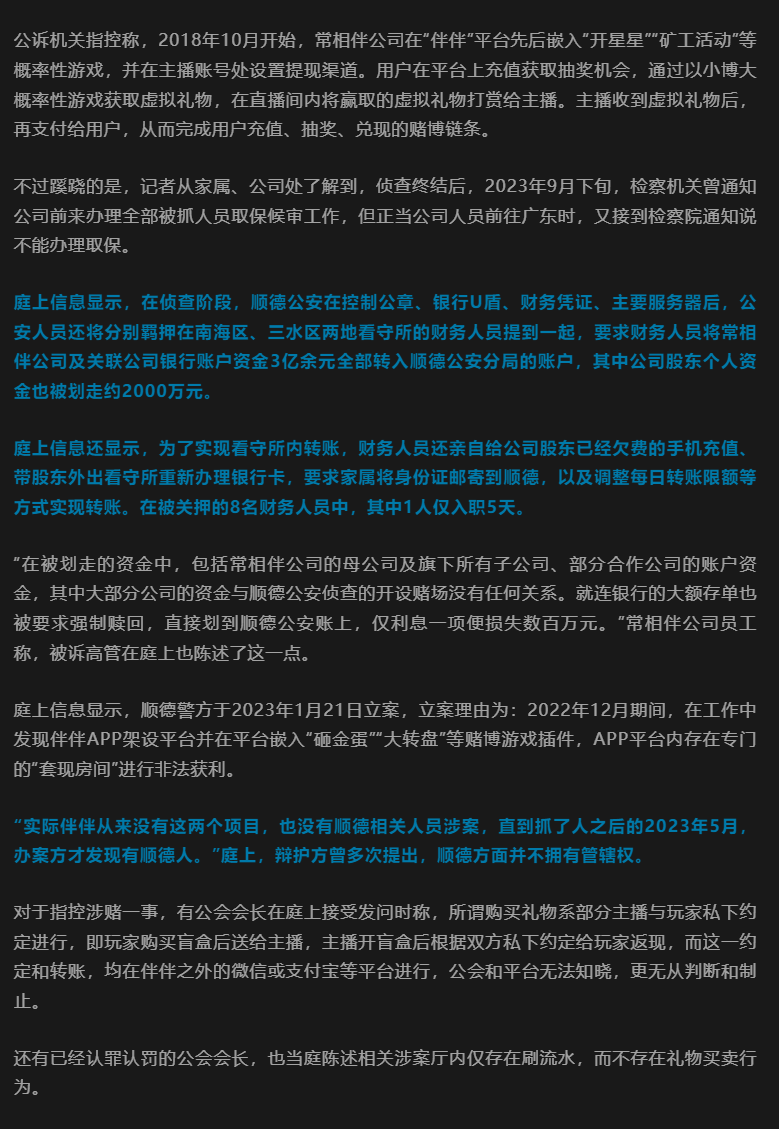 公诉机关指控称，2018年10月开始，常相伴公司在“伴伴”平台先后嵌入“开星星”“矿工活动”等
概率性游戏，并在主播账号处设置提现渠道。用户在平台上充值获取抽奖机会，通过以小博大
概率性游戏获取虚拟礼物，在直播间内将赢取的虚拟礼物打赏给主播。主播收到虚拟礼物后，
再支付给用户，从而完成用户充值、抽奖、兑现的赌博链条。
不过蹊跷的是，记者从家属、公司处了解到，侦查终结后，2023年9月下旬，检察机关曾通知
公司前来办理全部被抓人员取保候审工作，但正当公司人员前往广东时，又接到检察院通知说
不能办理取保。
庭上信息显示，在侦查阶段，顺德公安在控制公章、银行U盾、财务凭证、主要服务器后，公
安人员还将分别羁押在南海区、三水区两地看守所的财务人员提到一起，要求财务人员将常相
伴公司及关联公司银行账户资金3亿余元全部转入顺德公安分局的账户，其中公司股东个人资
金也被划走约2000万元。
庭上信息还显示，为了实现看守所内转账，财务人员还亲自给公司股东已经欠费的手机充值、
带股东外出看守所重新办理银行卡，要求家属将身份证邮寄到顺德，以及调整每日转账限额等
方式实现转账。在被关押的8名财务人员中，其中1人仅入职5天。
“在被划走的资金中，包括常相伴公司的母公司及旗下所有子公司、部分合作公司的账户资
金，其中大部分公司的资金与顺德公安侦查的开设赌场没有任何关系。就连银行的大额存单也
被要求强制赎回，直接划到顺德公安账上，仅利息一项便损失数百万元。”常相伴公司员工
称，被诉高管在庭上也陈述了这一点。
庭上信息显示，顺德警方于2023年1月21日立案，立案理由为：2022年12月期间，在工作中
发现伴伴APP架设平台并在平台嵌入“砸金蛋”“大转盘”等赌博游戏插件，APP平台内存在专门
的“套现房间”进行非法获利。
“实际伴伴从来没有这两个项目，也没有顺德相关人员涉案，直到抓了人之后的2023年5月，
办案方才发现有顺德人。”庭上，辩护方曾多次提出，顺德方面并不拥有管辖权。
对于指控涉赌一事，有公会会长在庭上接受发问时称，所谓购买礼物系部分主播与玩家私下约
定进行，即玩家购买盲盒后送给主播，主播开盲盒后根据双方私下约定给玩家返现，而这一约
定和转账，均在伴伴之外的微信或支付宝等平台进行，公会和平台无法知晓，更无从判断和制
止。
还有已经认罪认罚的公会会长，也当庭陈述相关涉案厅内仅存在刷流水，而不存在礼物买卖行
为。